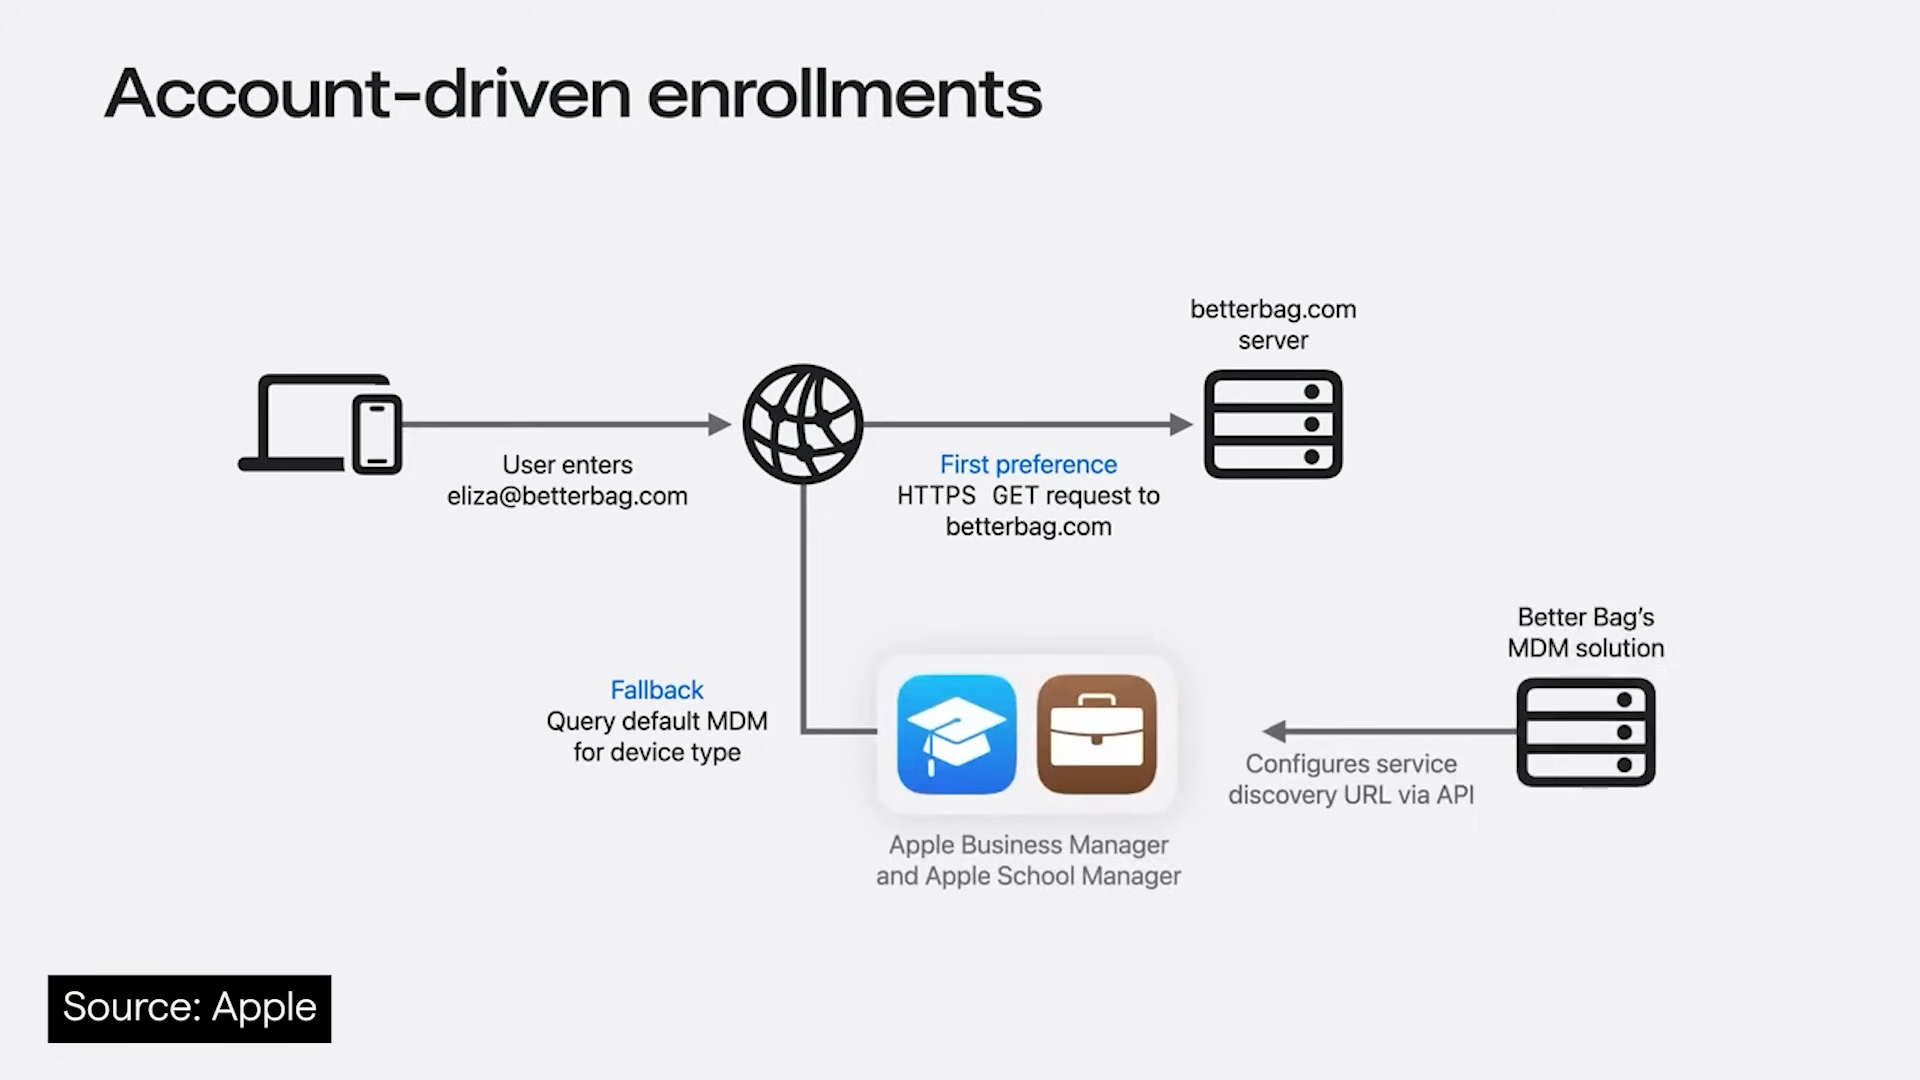 Account-driven enrollments
betterbag.com
server
User enters
eliza@betterbag.com
First preference
HTTPS GET request to
betterbag.com
Better Bag’s
MDM solution
Fallback
Query default MDM
for device type
Configures service
discovery URL via API
Apple Business Manager
and Apple School Manager
Source: Apple